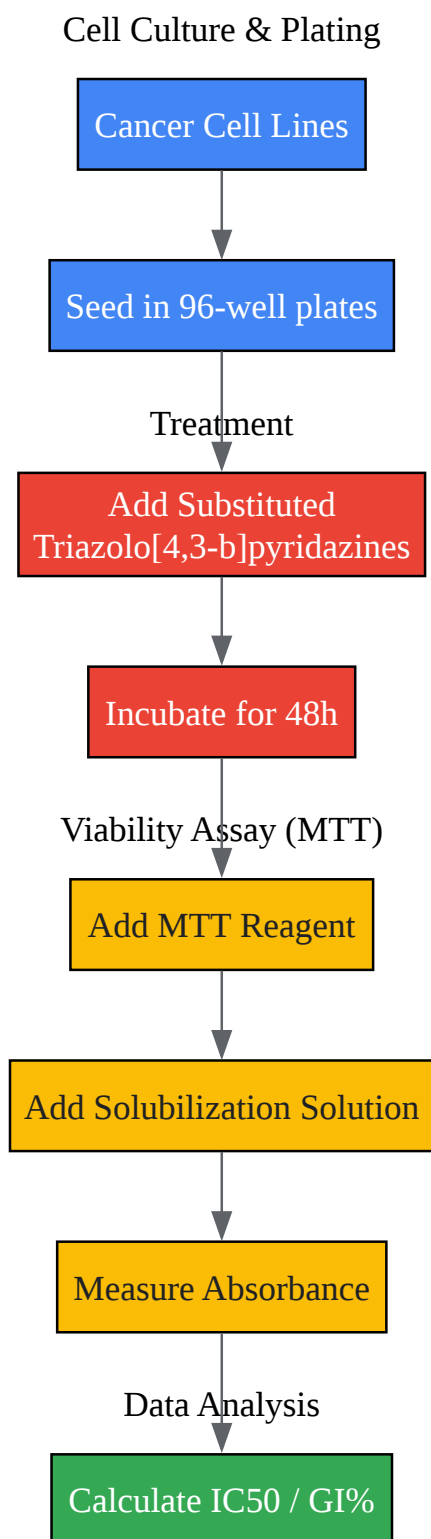 Cell Culture & Plating
Cancer Cell Lines
Seed in 96-well plates
Treatment
Add Substituted
Triazolo[4,3-b]pyridazines
Incubate for 48h
Viability Assay (MTT)
Add MTT Reagent
Add Solubilization Solution
Measure Absorbance
Data Analysis
Calculate IC50 / GI%